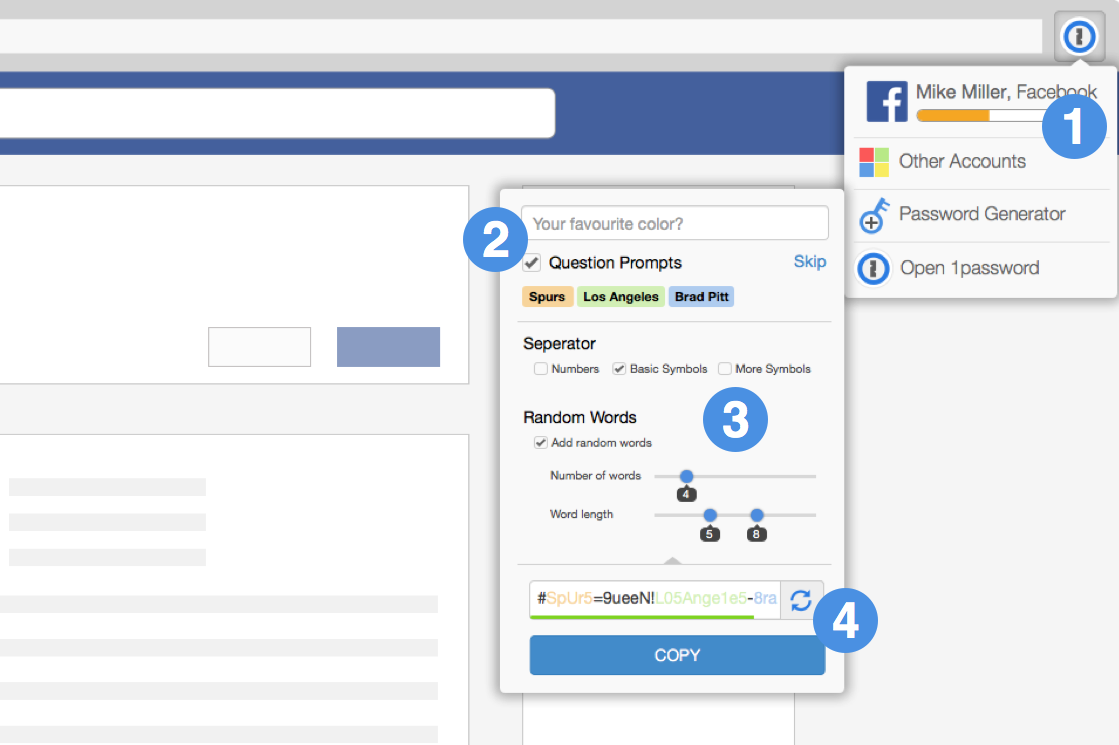 Mike Miller, Facebook
1
Other Accounts
Password Generator
Open 1password
2
Your favourite color?
Question Prompts Skip
Spurs Los Angeles Brad Pitt
Seperator
Numbers Basic Symbols More Symbols
3
Random Words
Add random words
Number of words
4
Word length
5 8
#SpUr5=9ueeN!L05Ange1e5-8ra
4
COPY